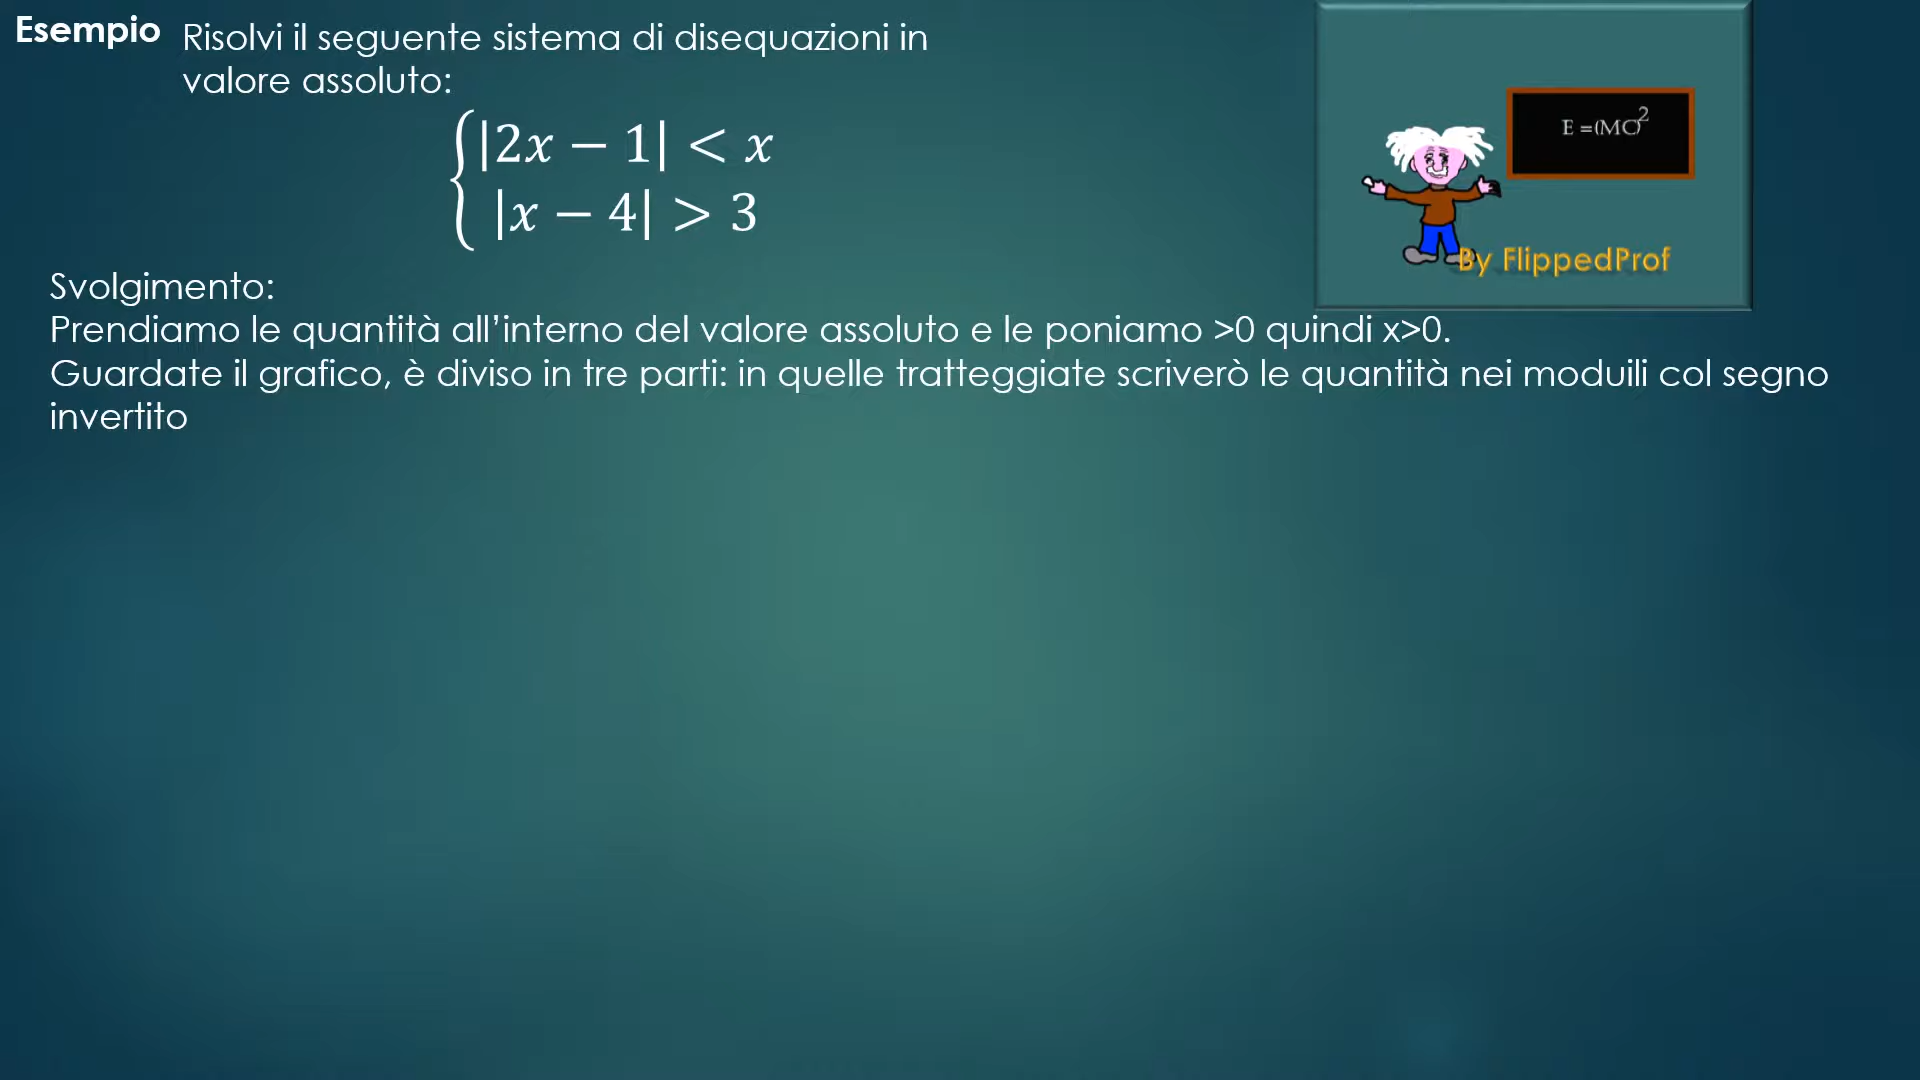 Esempio Risolvi il seguente sistema di disequazioni in
valore assoluto:
|2x − 1| < x
|x − 4| > 3
E =(MC)2
By FlippedProf
Svolgimento:
Prendiamo le quantità all’interno del valore assoluto e le poniamo >0 quindi x>0.
Guardate il grafico, è diviso in tre parti: in quelle tratteggiate scriverò le quantità nei moduili col segno
invertito